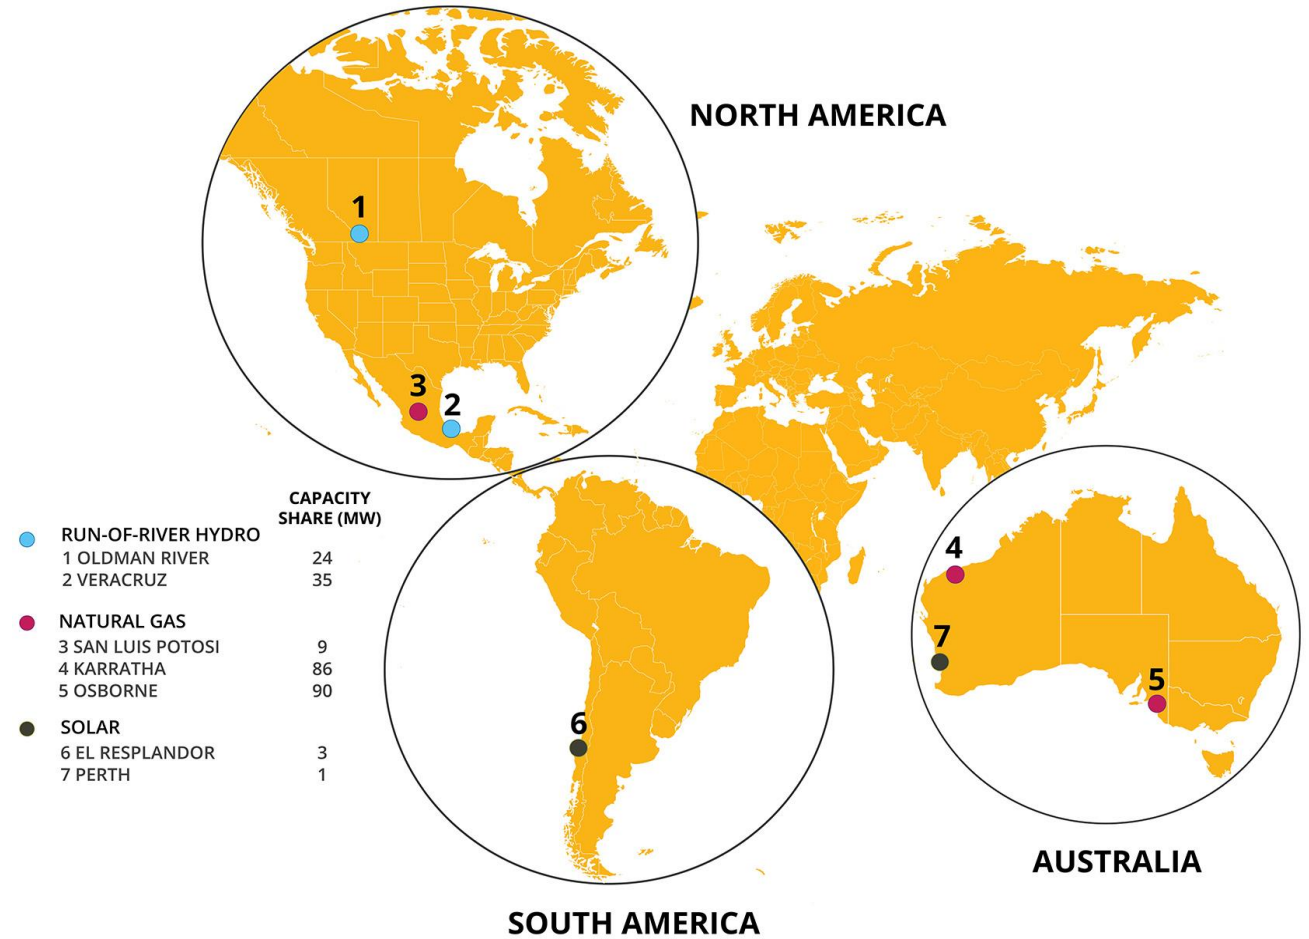 NORTH AMERICA
1
3
2
CAPACITY
SHARE (MW)
RUN-OF-RIVER HYDRO
1 OLDMAN RIVER 24
2 VERACRUZ 35
NATURAL GAS
3 SAN LUIS POTOSI 9
4 KARRATHA 86
5 OSBORNE 90
SOLAR
6 EL RESPLANDOR 3
7 PERTH 1
6
SOUTH AMERICA
4
7
5
AUSTRALIA